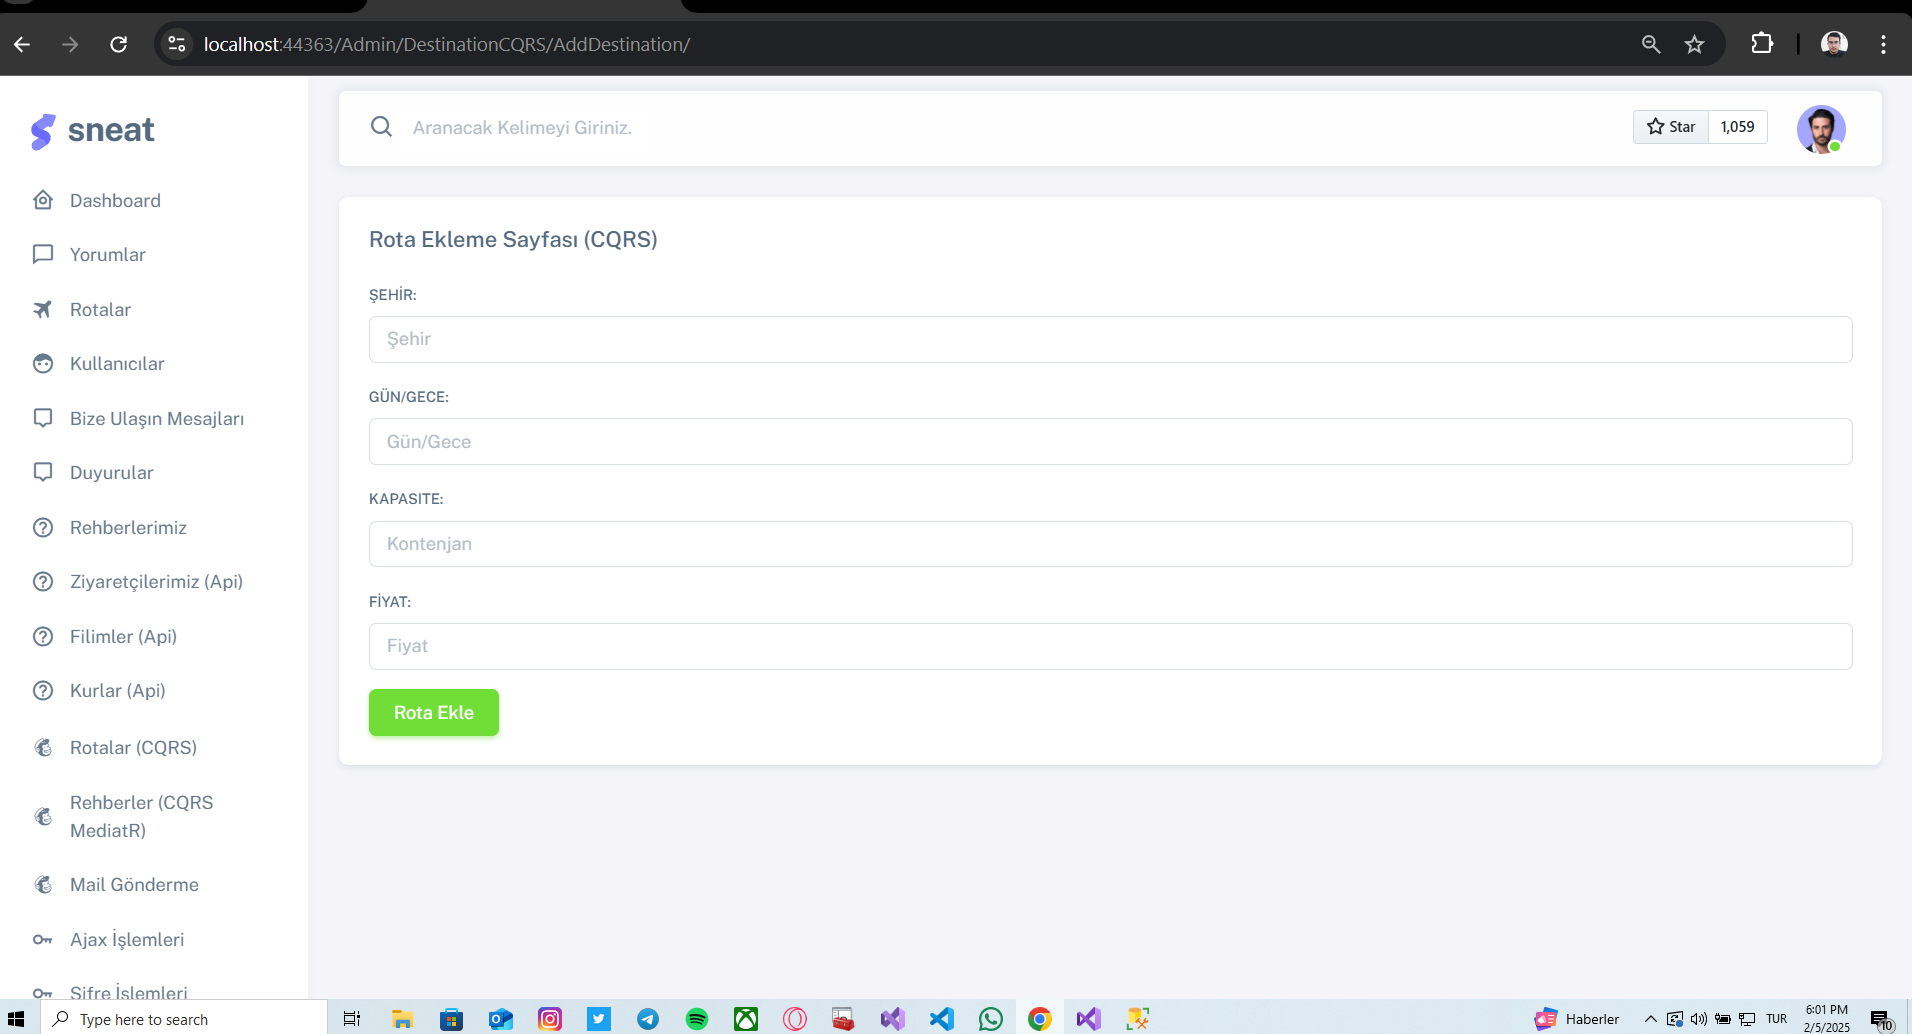 localhost:44363/Admin/DestinationCQRS/AddDestination/
sneat
Dashboard
Yorumlar
Rotalar
Kullanıcılar
Bize Ulaşın Mesajları
Duyurular
Rehberlerimiz
Ziyaretçilerimiz (Api)
Filimler (Api)
Kurlar (Api)
Rotalar (CQRS)
Rehberler (CQRS
MediatR)
Mail Gönderme
Ajax İşlemleri
Sifre İslemleri
Aranacak Kelimeyi Giriniz.
Star 1,059
Rota Ekleme Sayfası (CQRS)
ŞEHİR:
Şehir
GÜN/GECE:
Gün/Gece
KAPASITE:
Kontenjan
FİYAT:
Fiyat
Rota Ekle
Type here to search
Haberler
TUR
6:01 PM
2/5/2025
10